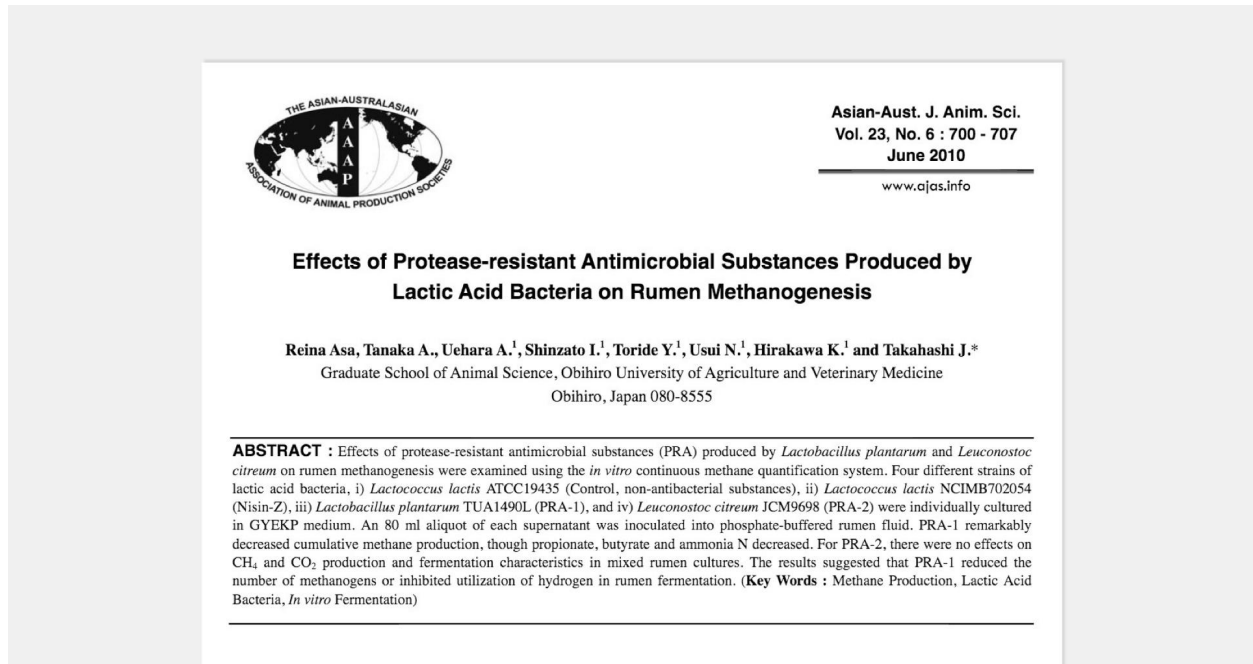 THE ASIAN-AUSTRALASIAN
A
A
A
P
ASSOCIATION OF ANIMAL PRODUCTION SOCIETIES
Asian-Aust. J. Anim. Sci.
Vol. 23, No. 6 : 700 - 707
June 2010
www.ajas.info
Effects of Protease-resistant Antimicrobial Substances Produced by
Lactic Acid Bacteria on Rumen Methanogenesis
Reina Asa, Tanaka A., Uehara A.¹, Shinzato I.¹, Toride Y.¹, Usui N.¹, Hirakawa K.¹ and Takahashi J.*
Graduate School of Animal Science, Obihiro University of Agriculture and Veterinary Medicine
Obihiro, Japan 080-8555
ABSTRACT : Effects of protease-resistant antimicrobial substances (PRA) produced by Lactobacillus plantarum and Leuconostoc
citreum on rumen methanogenesis were examined using the in vitro continuous methane quantification system. Four different strains of
lactic acid bacteria, i) Lactococcus lactis ATCC19435 (Control, non-antibacterial substances), ii) Lactococcus lactis NCIMB702054
(Nisin-Z), iii) Lactobacillus plantarum TUA1490L (PRA-1), and iv) Leuconostoc citreum JCM9698 (PRA-2) were individually cultured
in GYEKP medium. An 80 ml aliquot of each supernatant was inoculated into phosphate-buffered rumen fluid. PRA-1 remarkably
decreased cumulative methane production, though propionate, butyrate and ammonia N decreased. For PRA-2, there were no effects on
CH₄ and CO₂ production and fermentation characteristics in mixed rumen cultures. The results suggested that PRA-1 reduced the
number of methanogens or inhibited utilization of hydrogen in rumen fermentation. (Key Words : Methane Production, Lactic Acid
Bacteria, In vitro Fermentation)